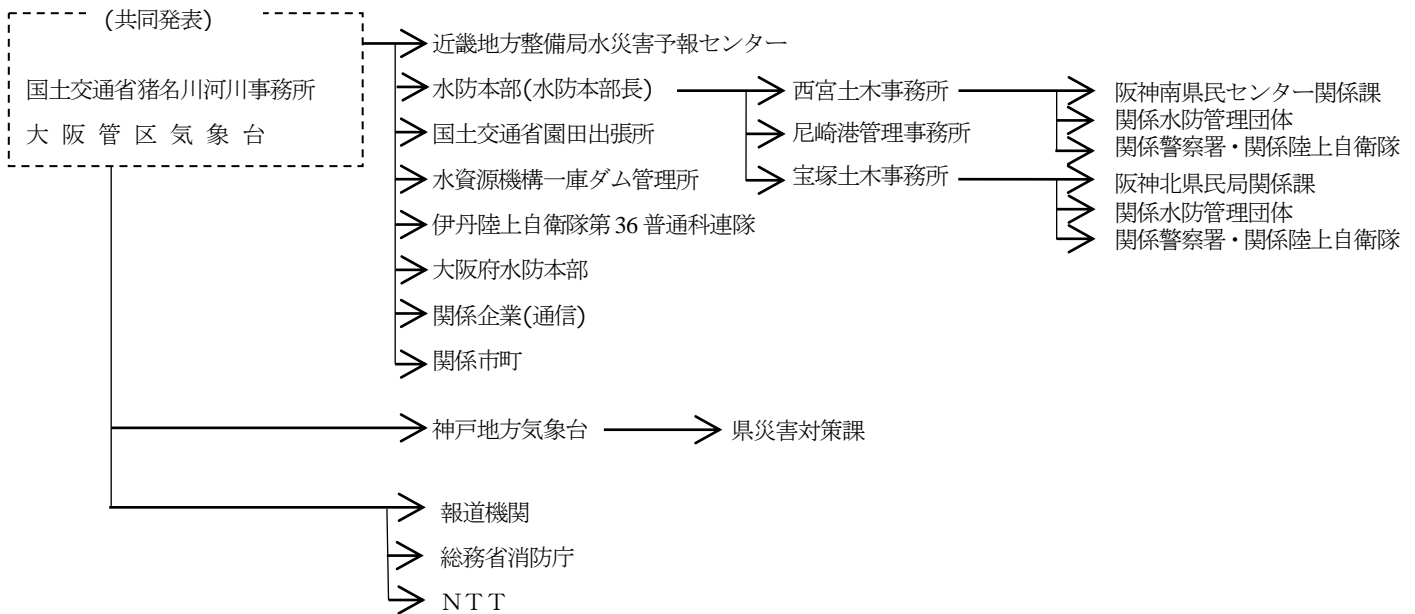 (共同発表)
国土交通省猪名川河川事務所
大阪管区気象台
近畿地方整備局水災害予報センター
水防本部(水防本部長)
国土交通省園田出張所
水資源機構一庫ダム管理所
伊丹陸上自衛隊第36普通科連隊
大阪府水防本部
関係企業(通信)
関係市町
西宮土木事務所
尼崎港管理事務所
宝塚土木事務所
阪神南県民センター関係課
関係水防管理団体
関係警察署・関係陸上自衛隊
阪神北県民局関係課
関係水防管理団体
関係警察署・関係陸上自衛隊
神戸地方気象台
県災害対策課
報道機関
総務省消防庁
NTT